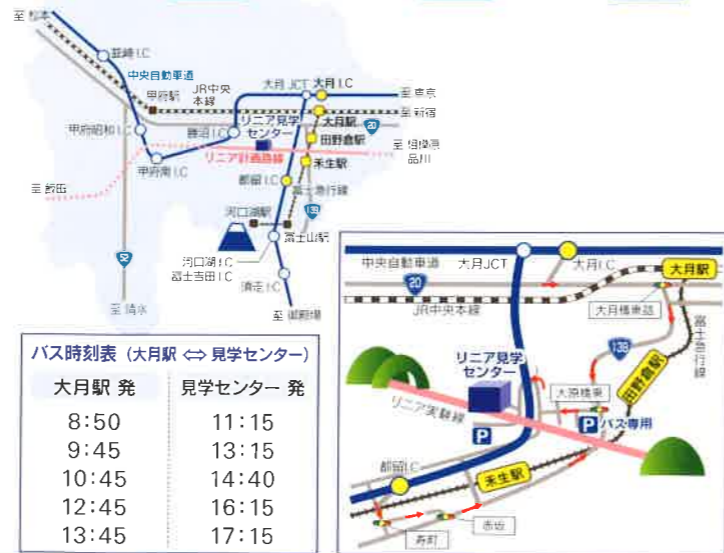 至 松本
韮崎I.C
中央自動車道
甲府駅
JR中央
本線
大月JCT
大月I.C
至 東京
至 新宿
リニア見学
センター
大月駅
20
甲府昭和I.C
勝沼I.C
田野倉駅
リニア計画路線
至 相模原
品川
甲府南I.C
禾生駅
至 飯田
都留I.C
富士急行線
139
河口湖駅
富士山駅
河口湖I.C
富士吉田I.C
52
須走I.C
至 清水
至 御殿場
バス時刻表 (大月駅 ⇔ 見学センター)
大月駅 発
見学センター 発
8:50
11:15
9:45
13:15
10:45
14:40
12:45
16:15
13:45
17:15
中央自動車道
大月JCT
大月I.C
大月駅
20
JR中央本線
大月橋東詰
富士急行線
リニア見学
センター
田野倉駅
大原橋東
リニア実験線
P
P バス専用
都留I.C
禾生駅
赤坂
寿町